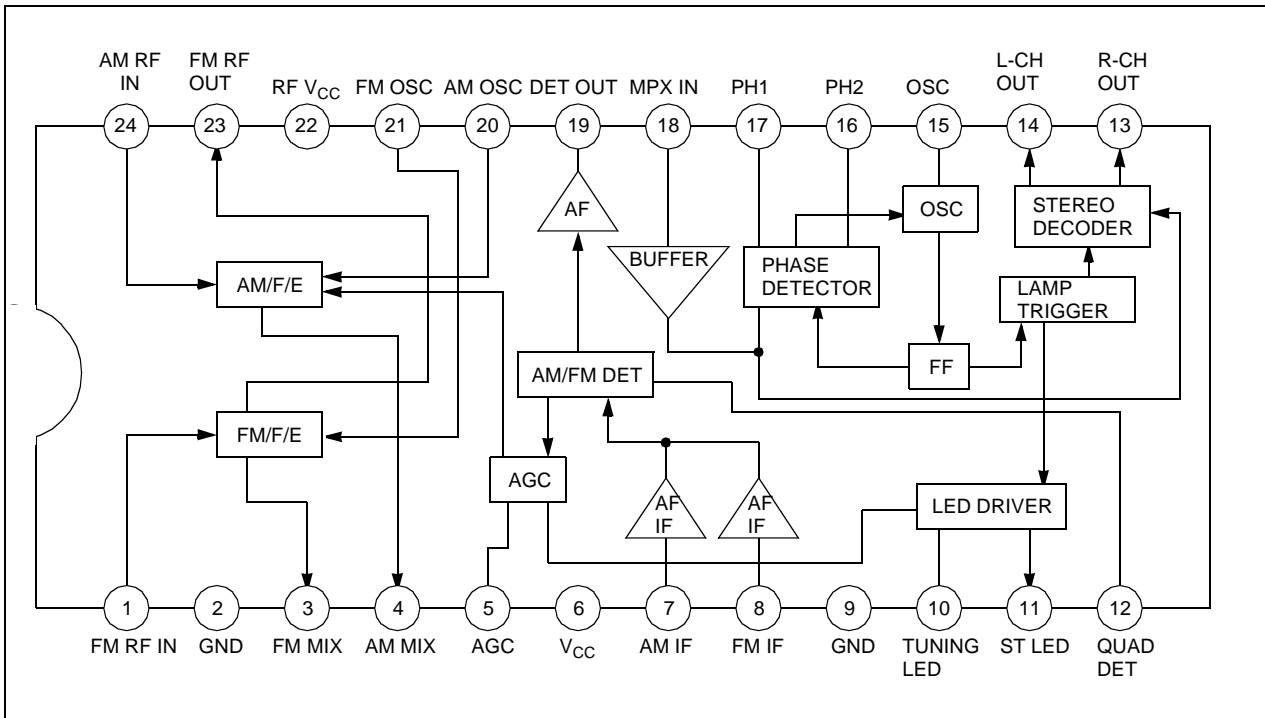 AM RF
IN
FM RF
OUT
RF VCC
FM OSC
AM OSC
DET OUT
MPX IN
PH1
PH2
OSC
L-CH
OUT
R-CH
OUT
24
23
22
21
20
19
18
17
16
15
14
13
AF
OSC
STEREO
DECODER
BUFFER
PHASE
DETECTOR
AM/F/E
LAMP
TRIGGER
FF
AM/FM DET
FM/F/E
AGC
AF
IF
AF
IF
LED DRIVER
1
2
3
4
5
6
7
8
9
10
11
12
FM RF IN
GND
FM MIX
AM MIX
AGC
VCC
AM IF
FM IF
GND
TUNING
LED
ST LED
QUAD
DET